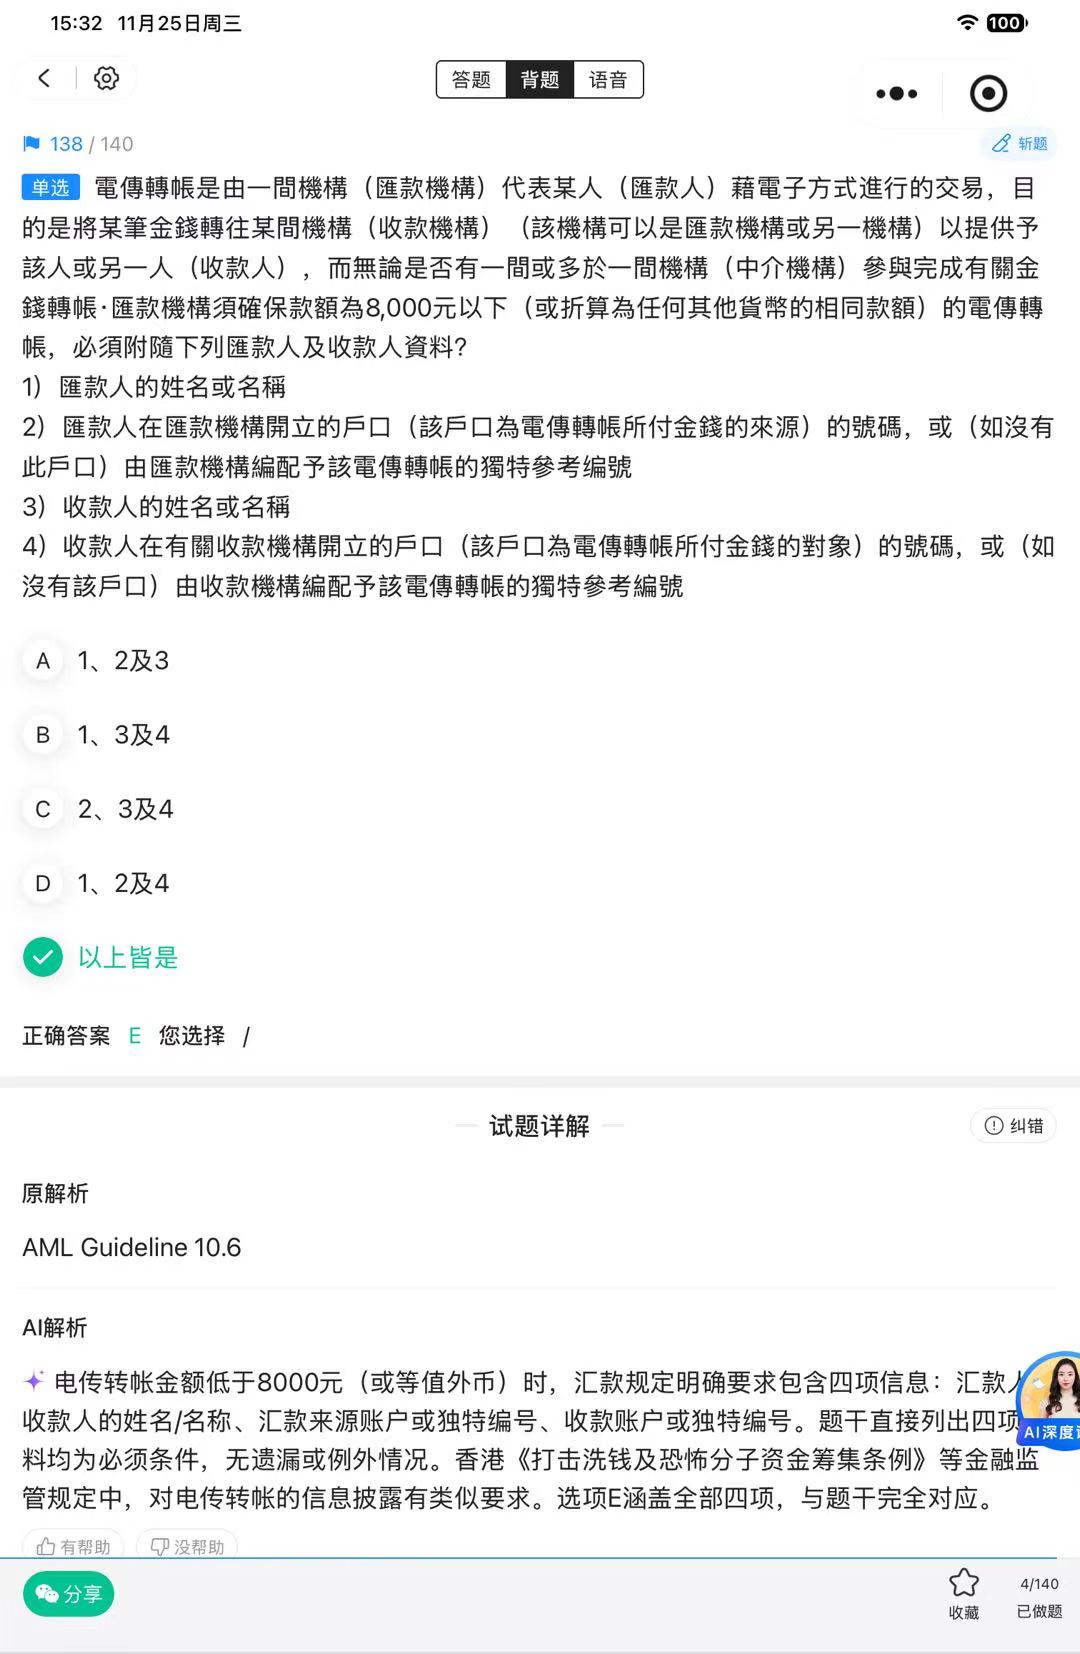 15:32 11月25日周三
100
答题 背题 语音
138 / 140
斩题
单选 電傳轉帳是由一間機構（匯款機構）代表某人（匯款人）藉電子方式進行的交易，目
的是將某筆金錢轉往某間機構（收款機構）（該機構可以是匯款機構或另一機構）以提供予
該人或另一人（收款人），而無論是否有一間或多於一間機構（中介機構）參與完成有關金
錢轉帳·匯款機構須確保款額為8,000元以下（或折算為任何其他貨幣的相同款額）的電傳轉
帳，必須附隨下列匯款人及收款人資料？
1）匯款人的姓名或名稱
2）匯款人在匯款機構開立的戶口（該戶口為電傳轉帳所付金錢的來源）的號碼，或（如沒有
此戶口）由匯款機構編配予該電傳轉帳的獨特參考编號
3）收款人的姓名或名稱
4）收款人在有關收款機構開立的戶口（該戶口為電傳轉帳所付金錢的對象）的號碼，或（如
沒有該戶口）由收款機構編配予該電傳轉帳的獨特參考編號
A 1、2及3
B 1、3及4
C 2、3及4
D 1、2及4
以上皆是
正确答案 E 您选择 /
试题详解
纠错
原解析
AML Guideline 10.6
AI解析
电传转帐金额低于8000元（或等值外币）时，汇款规定明确要求包含四项信息：汇款人
收款人的姓名/名称、汇款来源账户或独特编号、收款账户或独特编号。题干直接列出四项
料均为必须条件，无遗漏或例外情况。香港《打击洗钱及恐怖分子资金筹集条例》等金融监
管规定中，对电传转帐的信息披露有类似要求。选项E涵盖全部四项，与题干完全对应。
AI深度
有帮助 没帮助
分享
收藏
4/140
已做题